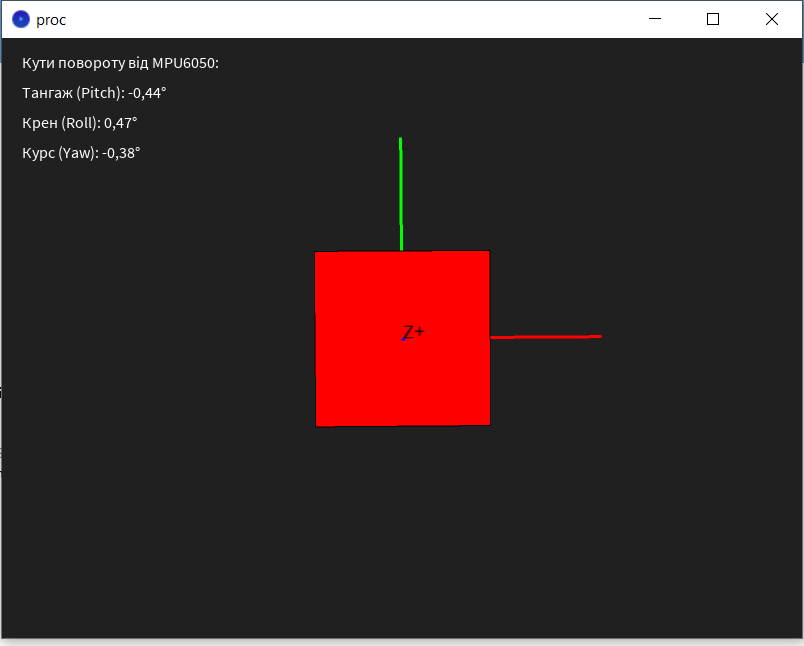 proc
Кути повороту від MPU6050:
Тангаж (Pitch): -0,44°
Крен (Roll): 0,47°
Курс (Yaw): -0,38°
Z+